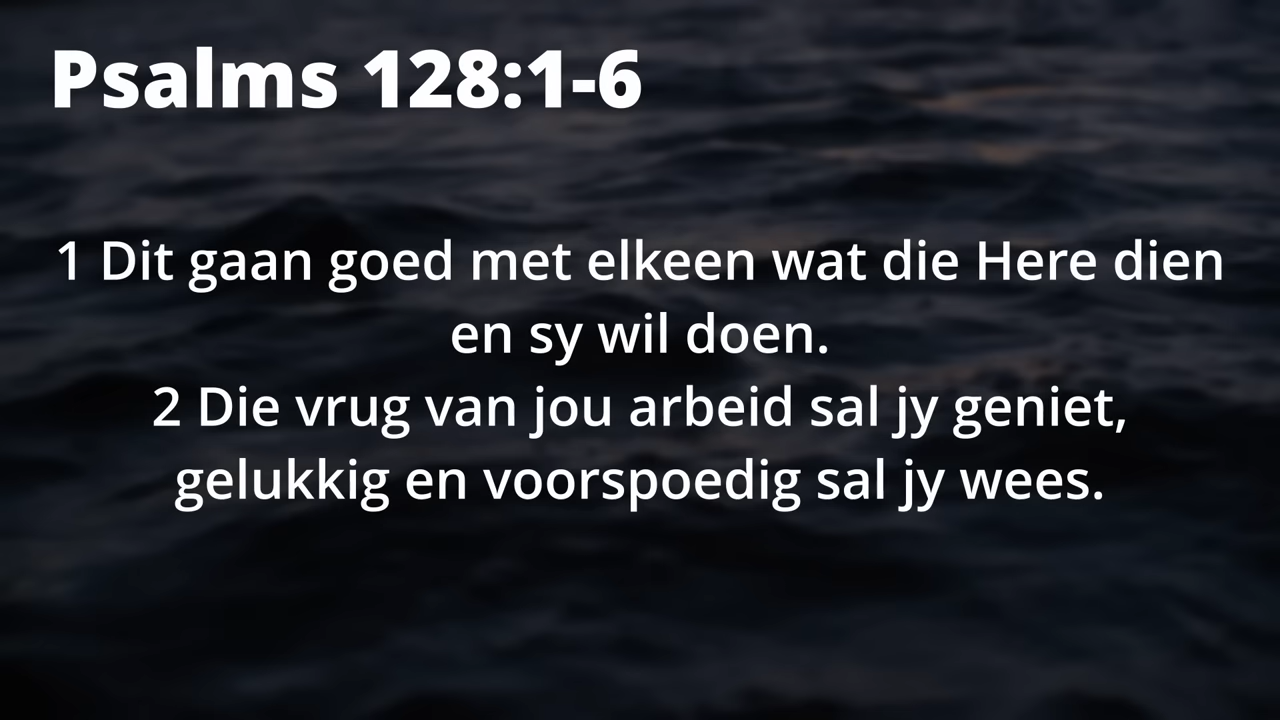 Psalms 128:1-6
1 Dit gaan goed met elkeen wat die Here dien
en sy wil doen.
2 Die vrug van jou arbeid sal jy geniet,
gelukkig en voorspoedig sal jy wees.